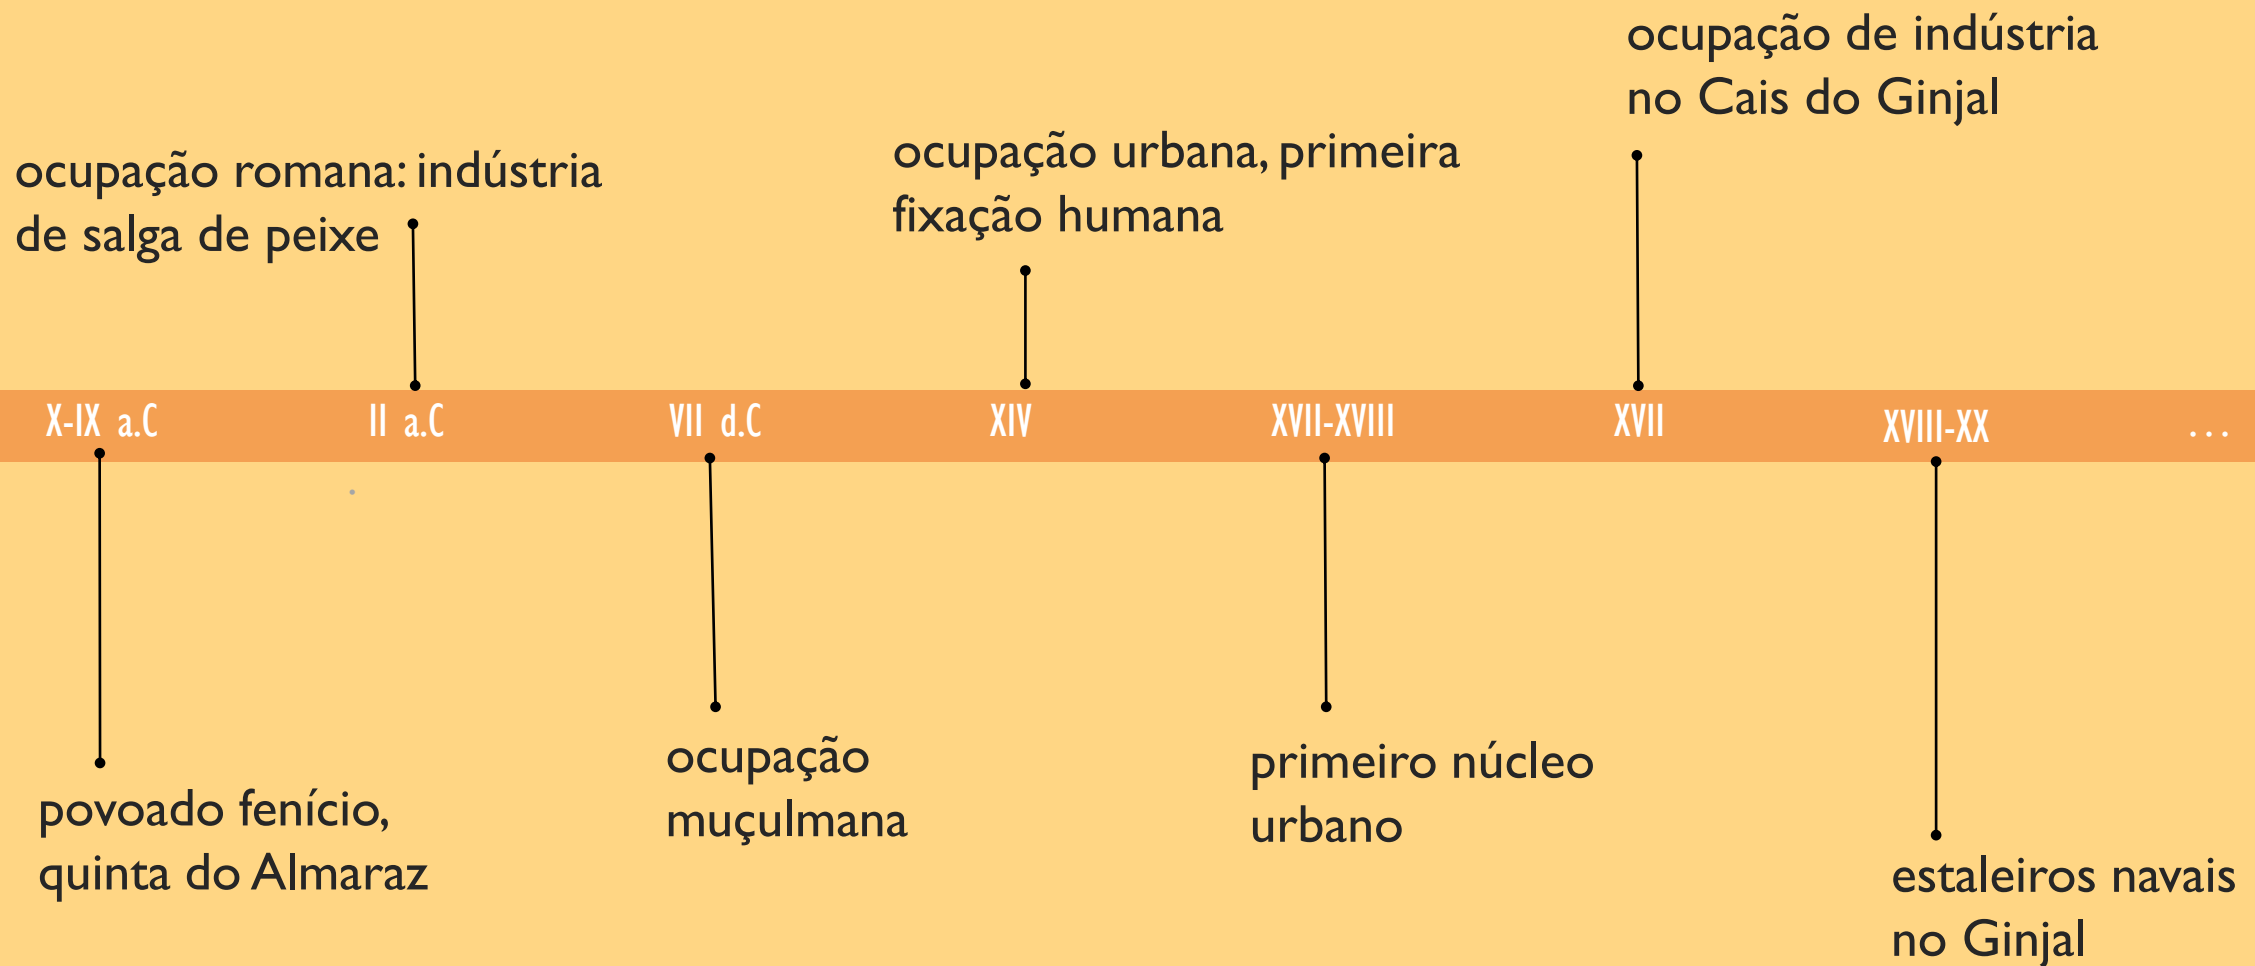 ocupação de indústria
no Cais do Ginjal
ocupação urbana, primeira
fixação humana
ocupação romana: indústria
de salga de peixe
X-IX a.C
II a.C
VII d.C
XIV
XVII-XVIII
XVII
XVIII-XX
...
ocupação
muçulmana
primeiro núcleo
urbano
povoado fenício,
quinta do Almaraz
estaleiros navais
no Ginjal